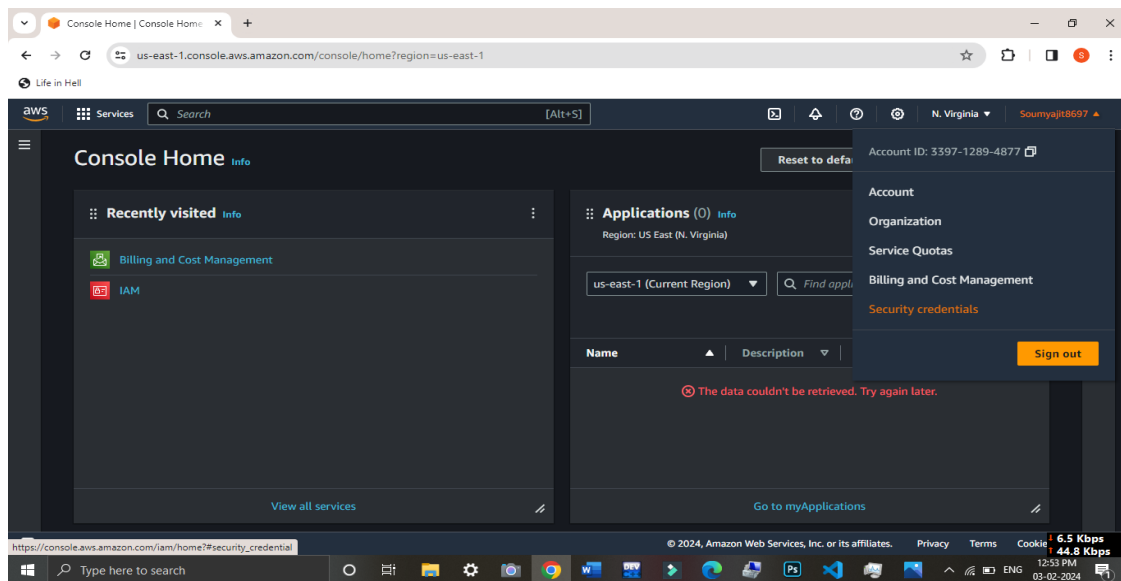 Console Home | Console Home
us-east-1.console.aws.amazon.com/console/home?region=us-east-1
S
Life in Hell
aws
Services
Search
[Alt+S]
N. Virginia
Soumyajit8697
Console Home Info
Reset to defa
Account ID: 3397-1289-4877
Account
Organization
Service Quotas
Billing and Cost Management
Security credentials
Sign out
Recently visited Info
Billing and Cost Management
IAM
View all services
Applications (0) Info
Region: US East (N. Virginia)
us-east-1 (Current Region)
Find appl
Name
Description
The data couldn't be retrieved. Try again later.
Go to myApplications
https://console.aws.amazon.com/iam/home?#security_credential
© 2024, Amazon Web Services, Inc. or its affiliates.
Privacy
Terms
Cookie
6.5 Kbps
44.8 Kbps
Type here to search
W
DEV
Ps
ENG
12:53 PM
03-02-2024